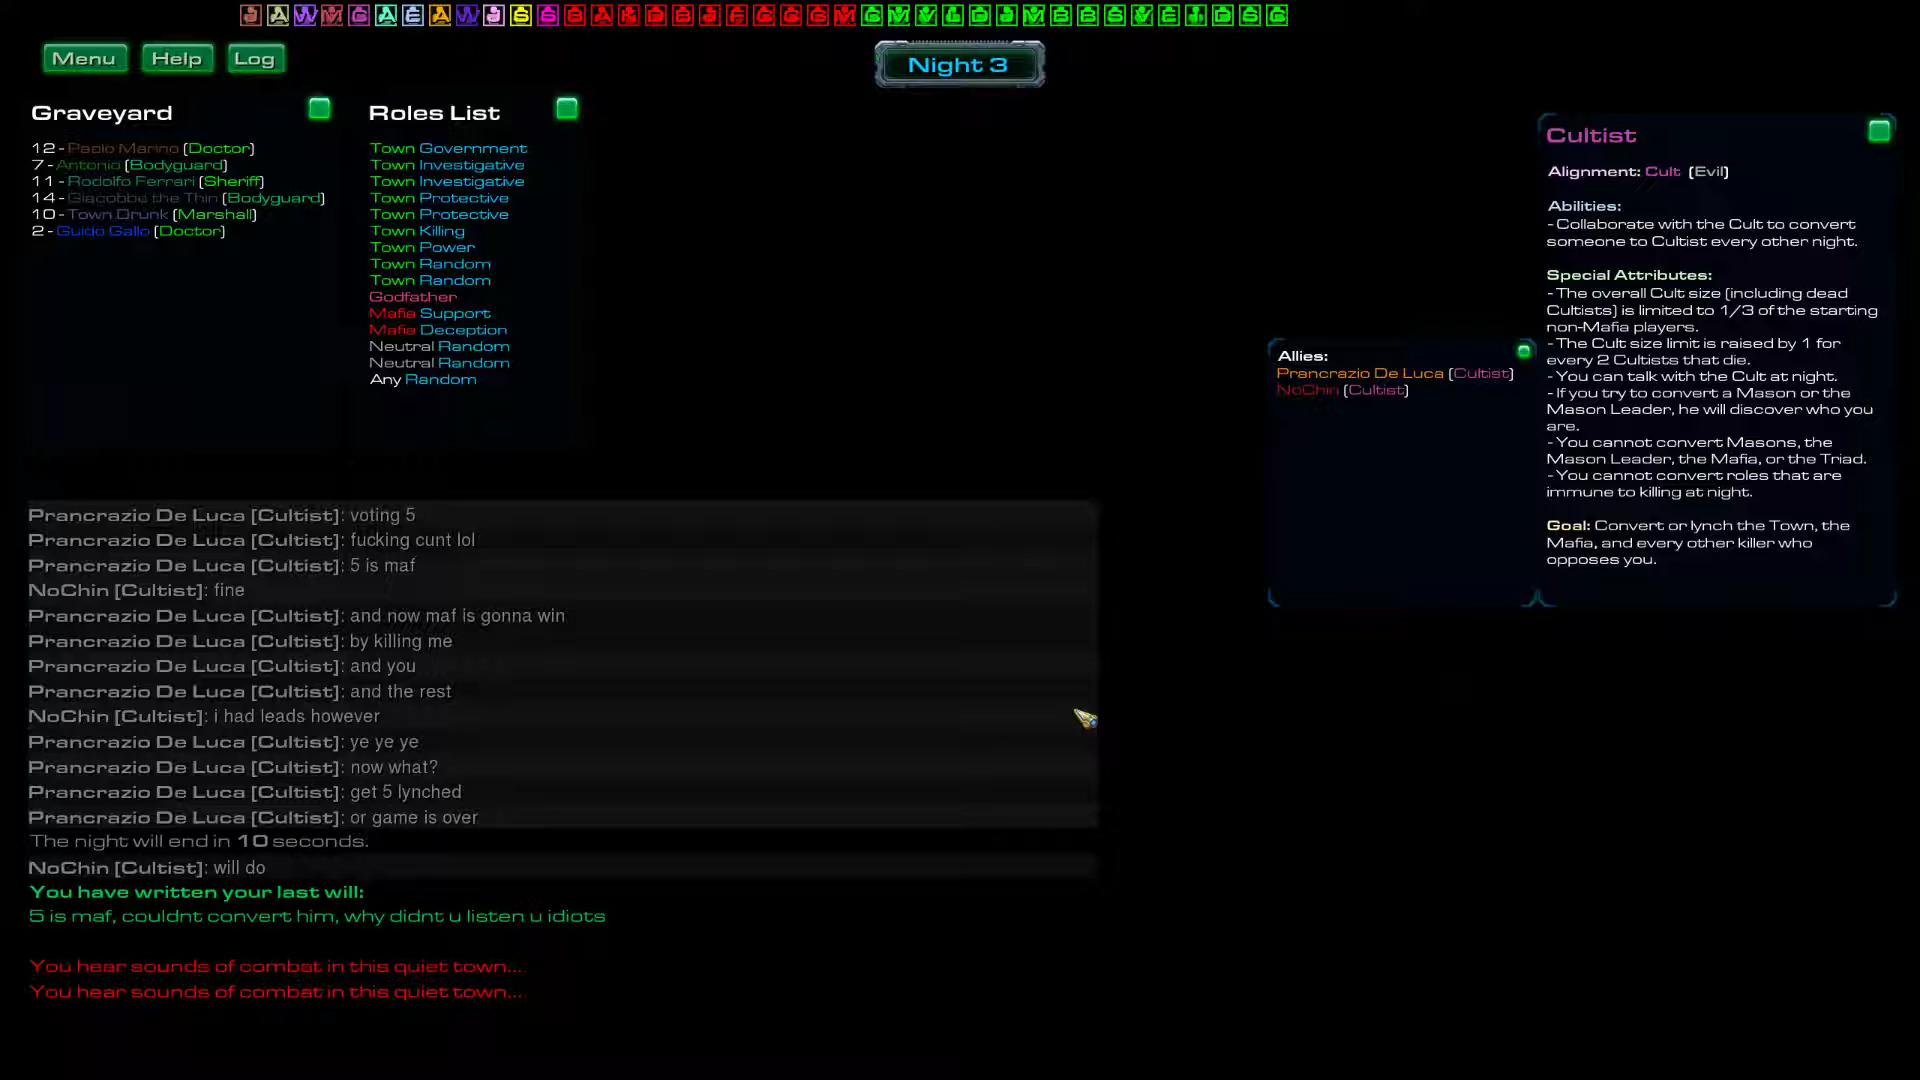 Night 3
Menu Help Log
Graveyard
12 - Paolo Marino (Doctor)
7 - Antonio (Bodyguard)
11 - Rodolfo Ferrari (Sheriff)
14 - Giacobbe the Thin (Bodyguard)
10 - Town Drunk (Marshall)
2 - Guido Gallo (Doctor)
Roles List
Town Government
Town Investigative
Town Investigative
Town Protective
Town Protective
Town Killing
Town Power
Town Random
Town Random
Godfather
Mafia Support
Mafia Deception
Neutral Random
Neutral Random
Any Random
Allies:
Prancrazio De Luca (Cultist)
NoChin (Cultist)
Cultist
Alignment: Cult (Evil)
Abilities:
- Collaborate with the Cult to convert
someone to Cultist every other night.
Special Attributes:
- The overall Cult size (including dead
Cultists) is limited to 1/3 of the starting
non-Mafia players.
- The Cult size limit is raised by 1 for
every 2 Cultists that die.
- You can talk with the Cult at night.
- If you try to convert a Mason or the
Mason Leader, he will discover who you
are.
- You cannot convert Masons, the
Mason Leader, the Mafia, or the Triad.
- You cannot convert roles that are
immune to killing at night.
Goal: Convert or lynch the Town, the
Mafia, and every other killer who
opposes you.
Prancrazio De Luca [Cultist]: voting 5
Prancrazio De Luca [Cultist]: fucking cunt lol
Prancrazio De Luca [Cultist]: 5 is maf
NoChin [Cultist]: fine
Prancrazio De Luca [Cultist]: and now maf is gonna win
Prancrazio De Luca [Cultist]: by killing me
Prancrazio De Luca [Cultist]: and you
Prancrazio De Luca [Cultist]: and the rest
NoChin [Cultist]: i had leads however
Prancrazio De Luca [Cultist]: ye ye ye
Prancrazio De Luca [Cultist]: now what?
Prancrazio De Luca [Cultist]: get 5 lynched
Prancrazio De Luca [Cultist]: or game is over
The night will end in 10 seconds.
NoChin [Cultist]: will do
You have written your last will:
5 is maf, couldnt convert him, why didnt u listen u idiots
You hear sounds of combat in this quiet town...
You hear sounds of combat in this quiet town...